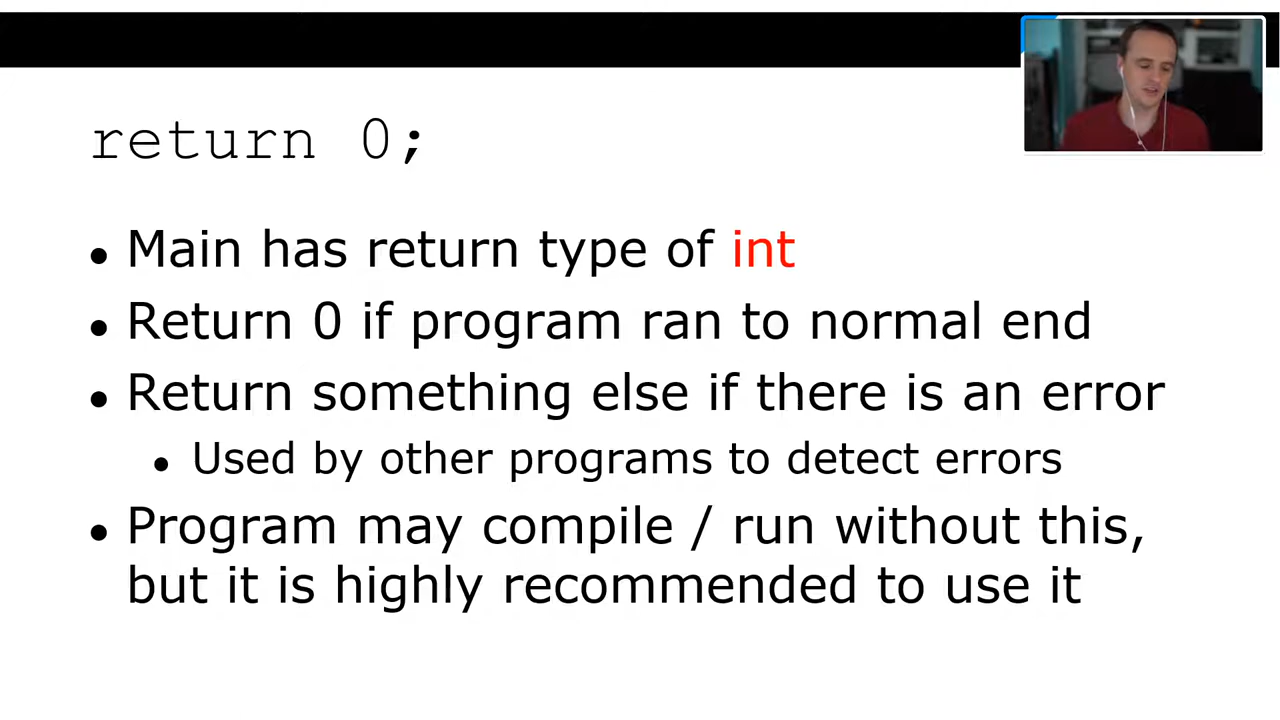 return 0;
• Main has return type of int
• Return 0 if program ran to normal end
• Return something else if there is an error
• Used by other programs to detect errors
• Program may compile / run without this,
but it is highly recommended to use it